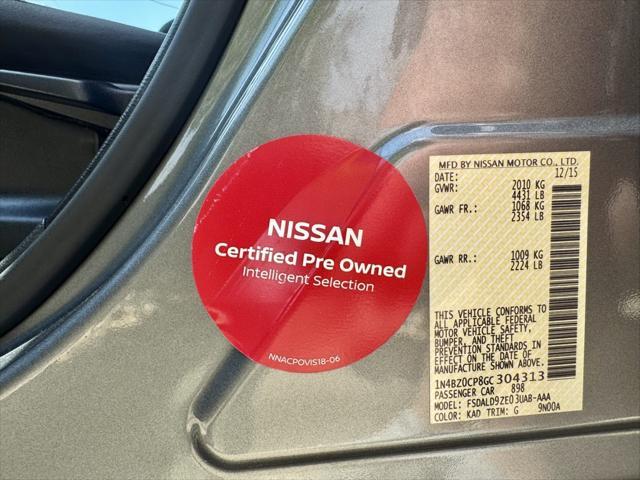 NISSAN
Certified Pre Owned
Intelligent Selection
NNACPOVIS18-06
MFD BY NISSAN MOTOR CO., LTD.
DATE: 12/15
GVWR: 2010 KG
4431 LB
GAWR FR.: 1068 KG
2354 LB
GAWR RR.: 1009 KG
2224 LB
THIS VEHICLE CONFORMS TO
ALL APPLICABLE FEDERAL
MOTOR VEHICLE SAFETY,
BUMPER, AND THEFT
PREVENTION STANDARDS IN
EFFECT ON THE DATE OF
MANUFACTURE SHOWN ABOVE.
1N4BZ0CP8GC304313
PASSENGER CAR 898
MODEL: FSDALD9ZE03UAB-AAA
COLOR: KAD TRIM: G 9N00A